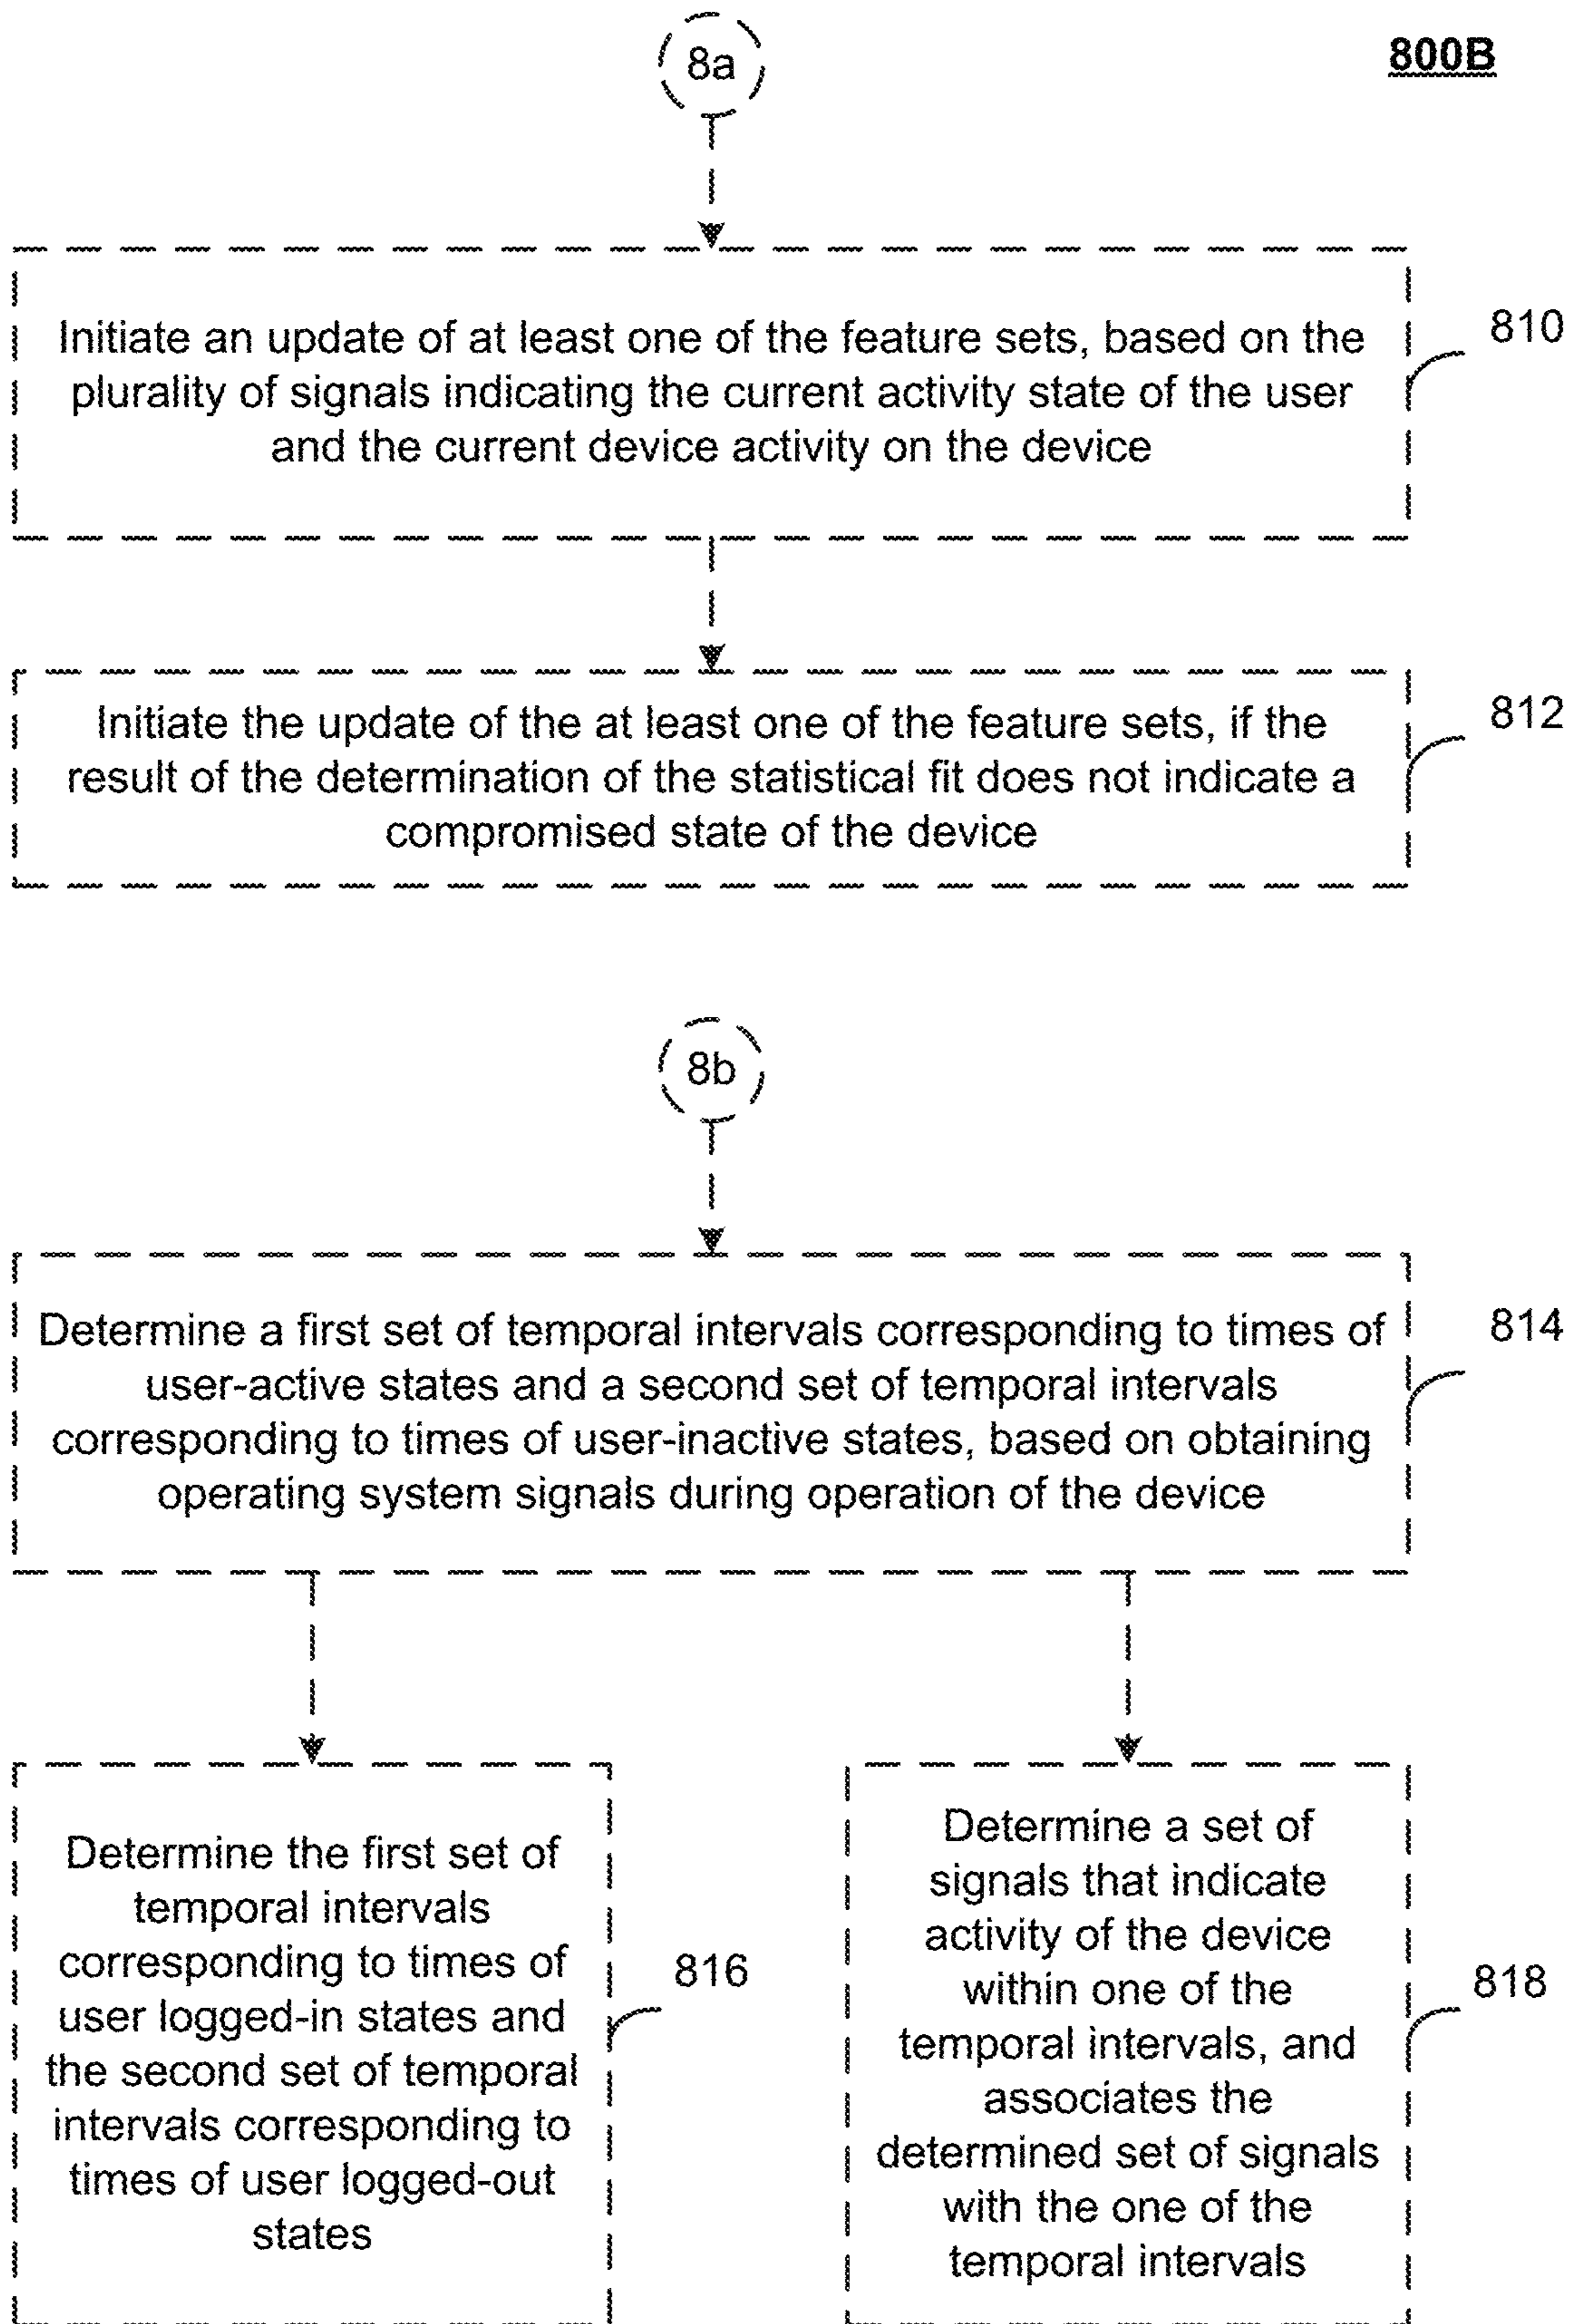 800B
8a
Initiate an update of at least one of the feature sets, based on the
plurality of signals indicating the current activity state of the user
and the current device activity on the device
810
Initiate the update of the at least one of the feature sets, if the
result of the determination of the statistical fit does not indicate a
compromised state of the device
812
8b
Determine a first set of temporal intervals corresponding to times of
user-active states and a second set of temporal intervals
corresponding to times of user-inactive states, based on obtaining
operating system signals during operation of the device
814
Determine the first set of
temporal intervals
corresponding to times of
user logged-in states and
the second set of temporal
intervals corresponding to
times of user logged-out
states
816
Determine a set of
signals that indicate
activity of the device
within one of the
temporal intervals, and
associates the
determined set of signals
with the one of the
temporal intervals
818